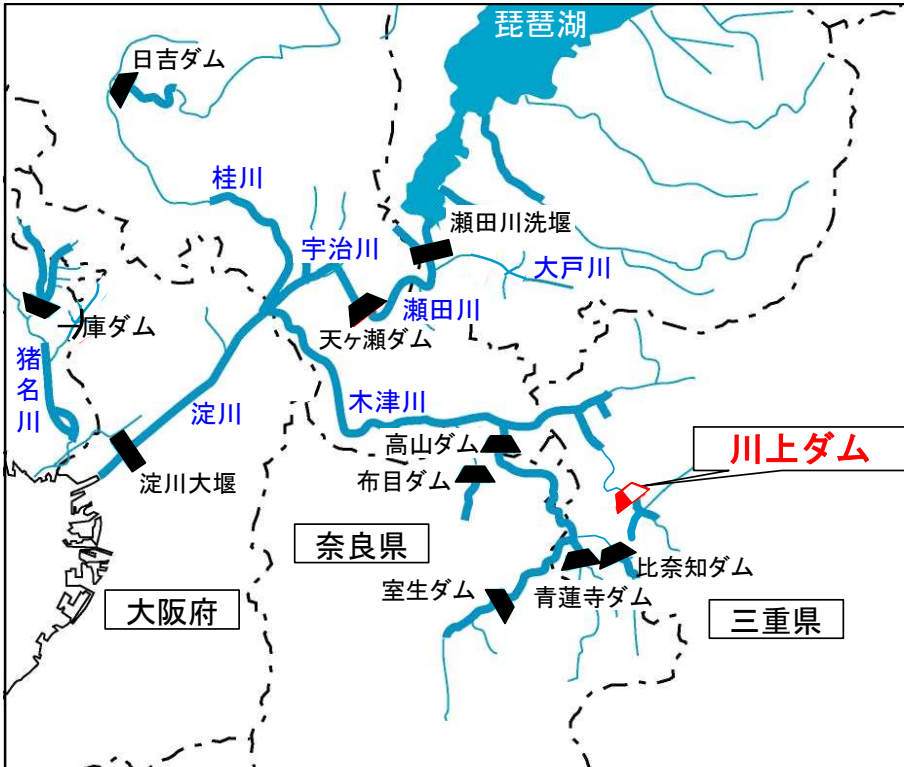 琵琶湖
日吉ダム
桂川
瀬田川洗堰
宇治川
大戸川
瀬田川
一庫ダム
天ヶ瀬ダム
猪名川
淀川
木津川
高山ダム
川上ダム
布目ダム
淀川大堰
奈良県
比奈知ダム
室生ダム
青蓮寺ダム
大阪府
三重県